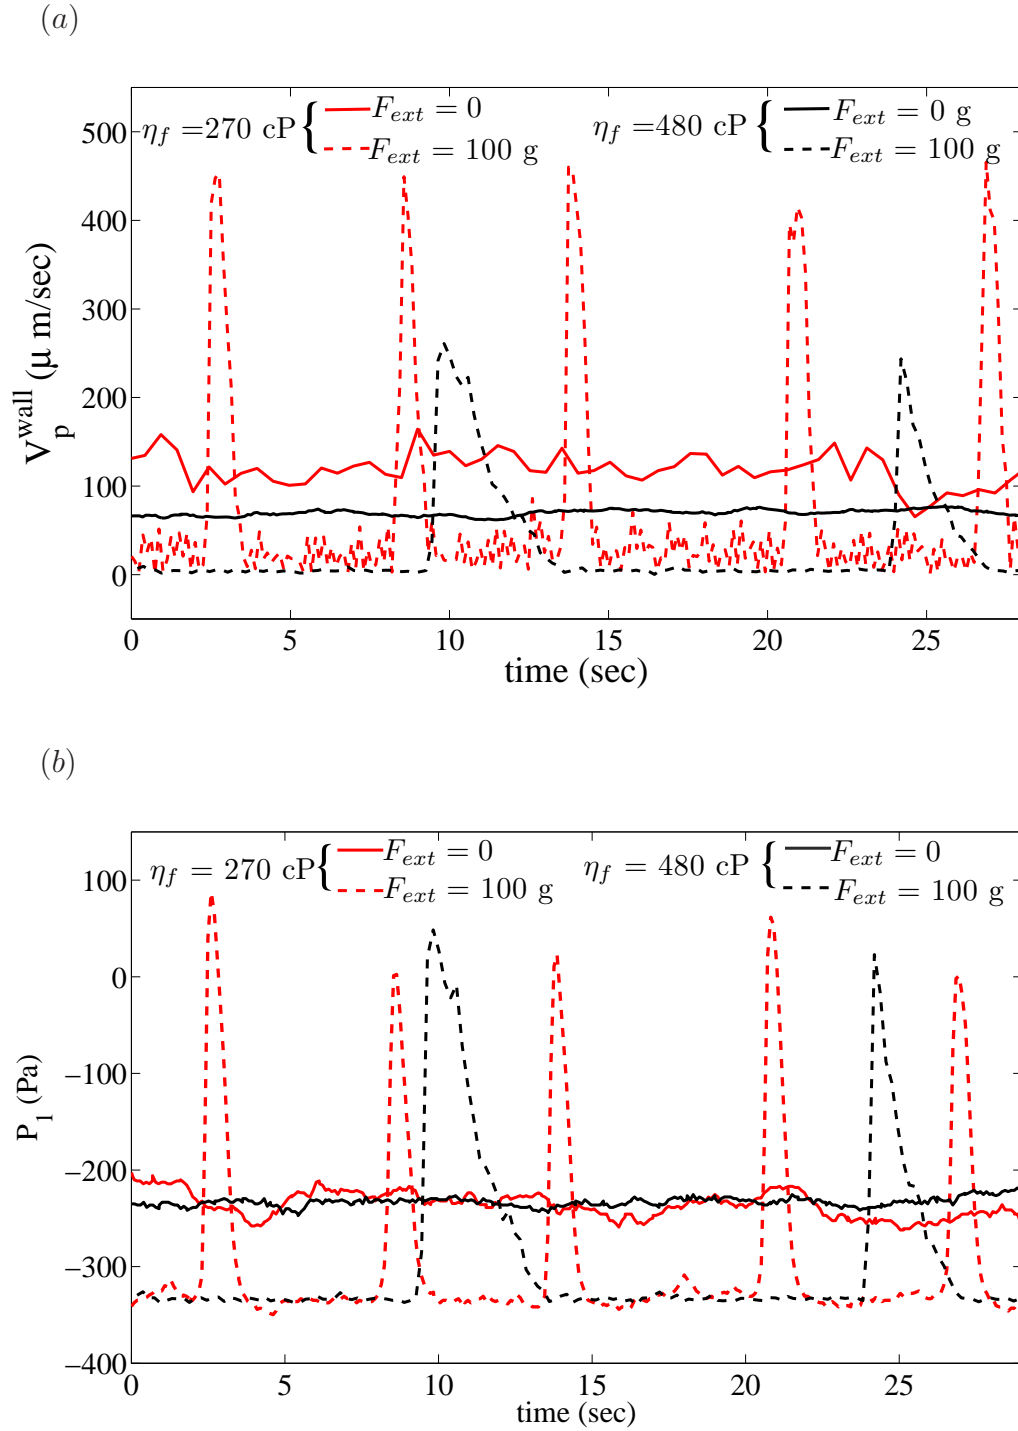 (a)
F_ext = 0
F_ext = 0 g
η_f =270 cP {
η_f =480 cP {
F_ext = 100 g
F_ext = 100 g
500
400
300
200
100
0
V_p^wall (μ m/sec)
0 5 10 15 20 25
time (sec)
(b)
F_ext = 0
F_ext = 0
η_f = 270 cP {
η_f = 480 cP {
F_ext = 100 g
F_ext = 100 g
100
0
−100
−200
−300
−400
P_1 (Pa)
0 5 10 15 20 25
time (sec)